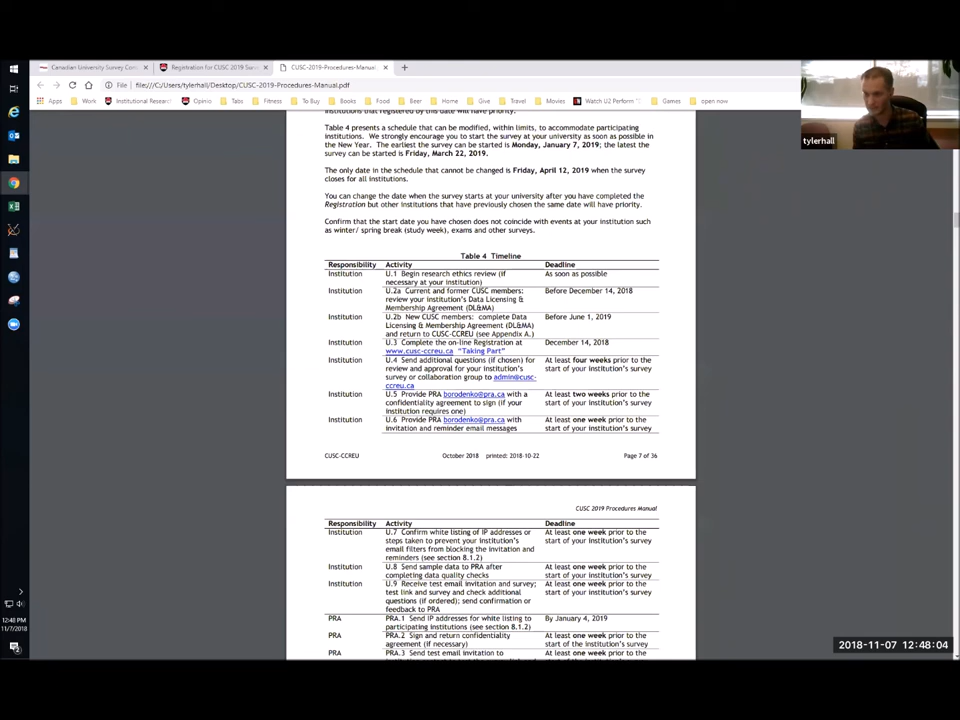 Canadian University Survey Con
Registration for CUSC 2019 Surv
CUSC-2019-Procedures-Manual.
File
file:///C:/Users/tylerhall/Desktop/CUSC-2019-Procedures-Manual.pdf
Apps
Work
Institutional Research
Opinio
Tabs
Fitness
To Buy
Books
Food
Beer
Home
Give
Travel
Movies
Watch U2 Perform "
Games
open now
tylerhall
institutions that registered by this date will have priority.
Table 4 presents a schedule that can be modified, within limits, to accommodate participating
institutions. We strongly encourage you to start the survey at your university as soon as possible in
the New Year. The earliest the survey can be started is Monday, January 7, 2019; the latest the
survey can be started is Friday, March 22, 2019.
The only date in the schedule that cannot be changed is Friday, April 12, 2019 when the survey
closes for all institutions.
You can change the date when the survey starts at your university after you have completed the
Registration but other institutions that have previously chosen the same date will have priority.
Confirm that the start date you have chosen does not coincide with events at your institution such
as winter/ spring break (study week), exams and other surveys.
Table 4 Timeline
Responsibility Activity Deadline
Institution U.1 Begin research ethics review (if As soon as possible
necessary at your institution)
Institution U.2a Current and former CUSC members: Before December 14, 2018
review your institution's Data Licensing &
Membership Agreement (DL&MA)
Institution U.2b New CUSC members: complete Data Before June 1, 2019
Licensing & Membership Agreement (DL&MA)
and return to CUSC-CCREU (see Appendix A.)
Institution U.3 Complete the on-line Registration at December 14, 2018
www.cusc-ccreu.ca "Taking Part"
Institution U.4 Send additional questions (if chosen) for At least four weeks prior to the
review and approval for your institution's start of your institution's survey
survey or collaboration group to admin@cusc-
ccreu.ca
Institution U.5 Provide PRA borodenko@pra.ca with a At least two weeks prior to the
confidentiality agreement to sign (if your start of your institution's survey
institution requires one)
Institution U.6 Provide PRA borodenko@pra.ca with At least one week prior to the
invitation and reminder email messages start of your institution's survey
CUSC-CCREU October 2018 printed: 2018-10-22 Page 7 of 36
CUSC 2019 Procedures Manual
Responsibility Activity Deadline
Institution U.7 Confirm white listing of IP addresses or At least one week prior to the
steps taken to prevent your institution's start of your institution's survey
email filters from blocking the invitation and
reminders (see section 8.1.2)
Institution U.8 Send sample data to PRA after At least one week prior to the
completing data quality checks start of your institution's survey
Institution U.9 Receive test email invitation and survey; At least one week prior to the
test link and survey and check additional start of your institution's survey
questions (if ordered); send confirmation or
feedback to PRA
PRA PRA.1 Send IP addresses for white listing to By January 4, 2019
participating institutions (see section 8.1.2)
PRA PRA.2 Sign and return confidentiality At least one week prior to the
agreement (if necessary) start of the institution's survey
PRA PRA.3 Send test email invitation to At least one week prior to the
12:48 PM
11/7/2018
2018-11-07 12:48:04